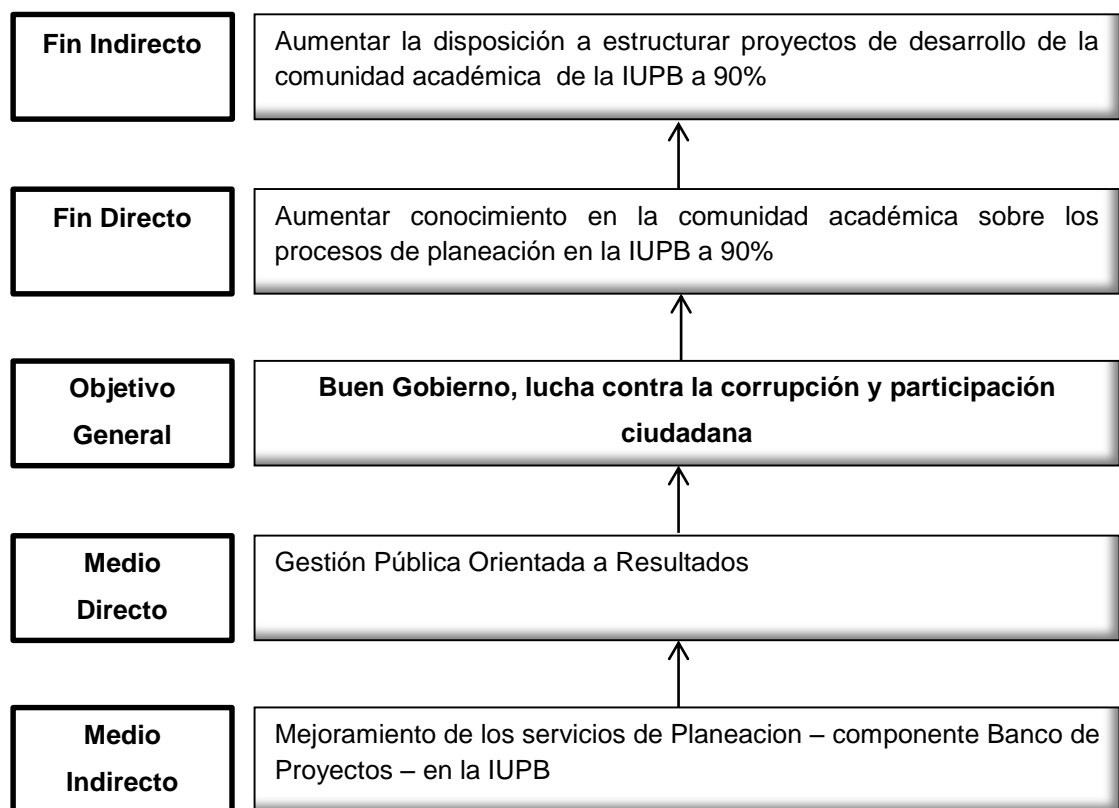 Fin Indirecto
Aumentar la disposición a estructurar proyectos de desarrollo de la
comunidad académica de la IUPB a 90%
Fin Directo
Aumentar conocimiento en la comunidad académica sobre los
procesos de planeación en la IUPB a 90%
Objetivo
General
Buen Gobierno, lucha contra la corrupción y participación
ciudadana
Medio
Directo
Gestión Pública Orientada a Resultados
Medio
Indirecto
Mejoramiento de los servicios de Planeacion – componente Banco de
Proyectos – en la IUPB